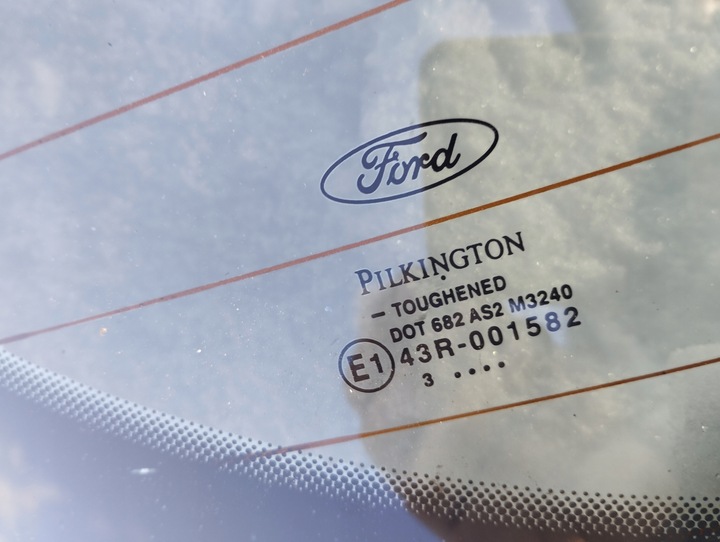 Ford
PILKINGTON
– TOUGHENED
DOT 682 AS2 M3240
E1 43R-001582
3 ••••